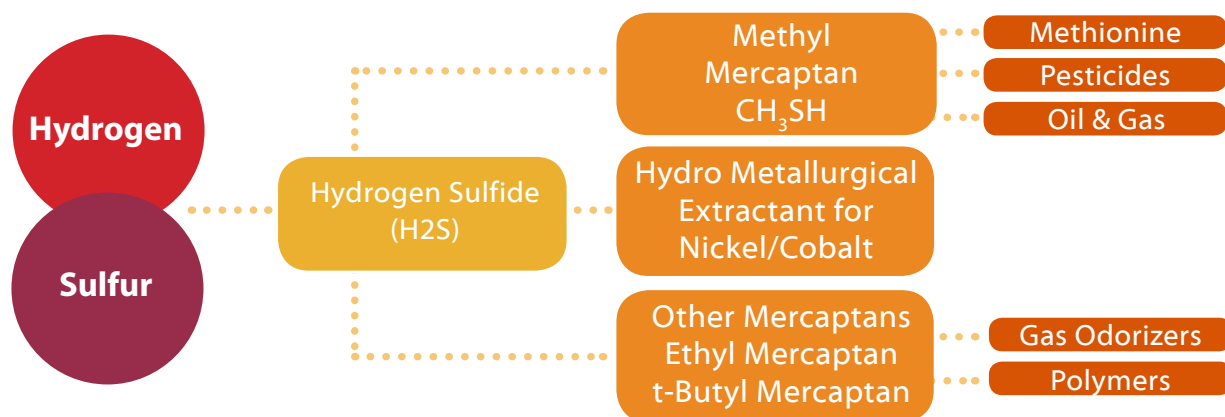 Hydrogen
Sulfur
Hydrogen Sulfide
(H2S)
Methyl
Mercaptan
CH₃SH
Methionine
Pesticides
Oil & Gas
Hydro Metallurgical
Extractant for
Nickel/Cobalt
Other Mercaptans
Ethyl Mercaptan
t-Butyl Mercaptan
Gas Odorizers
Polymers